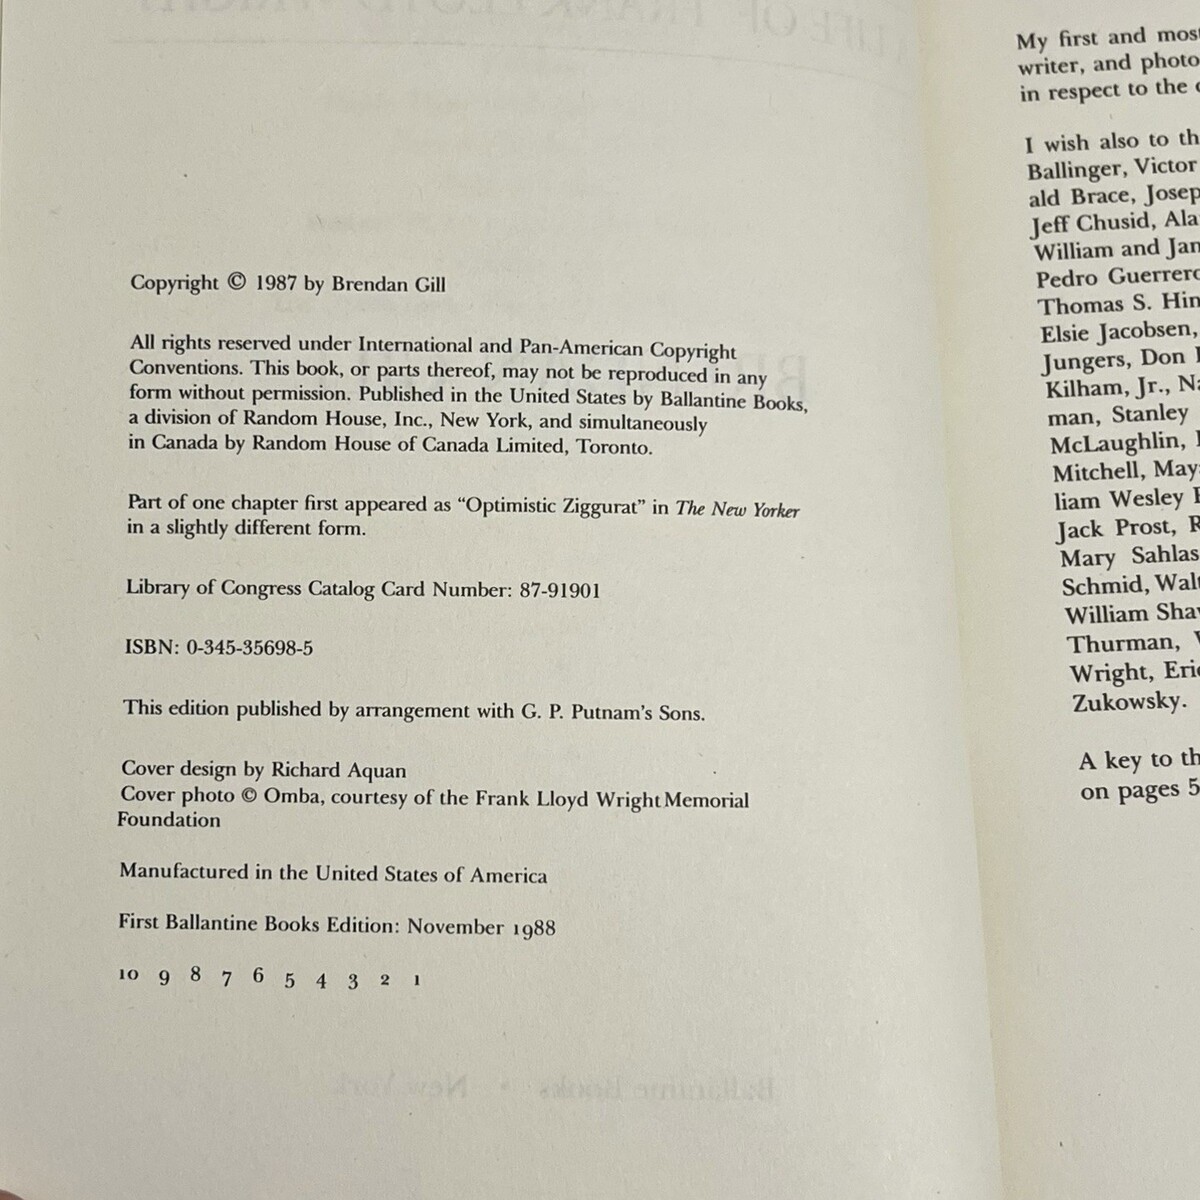 Copyright © 1987 by Brendan Gill
All rights reserved under International and Pan-American Copyright
Conventions. This book, or parts thereof, may not be reproduced in any
form without permission. Published in the United States by Ballantine Books,
a division of Random House, Inc., New York, and simultaneously
in Canada by Random House of Canada Limited, Toronto.
Part of one chapter first appeared as “Optimistic Ziggurat” in The New Yorker
in a slightly different form.
Library of Congress Catalog Card Number: 87-91901
ISBN: 0-345-35698-5
This edition published by arrangement with G. P. Putnam’s Sons.
Cover design by Richard Aquan
Cover photo © Omba, courtesy of the Frank Lloyd Wright Memorial
Foundation
Manufactured in the United States of America
First Ballantine Books Edition: November 1988
10 9 8 7 6 5 4 3 2 1
My first and most
writer, and photo
in respect to the
I wish also to th
Ballinger, Victor
ald Brace, Josep
Jeff Chusid, Ala
William and Jan
Pedro Guerrero
Thomas S. Hin
Elsie Jacobsen,
Jungers, Don
Kilham, Jr., Na
man, Stanley
McLaughlin,
Mitchell, May
liam Wesley
Jack Prost, R
Mary Sahlas
Schmid, Walt
William Shaw
Thurman,
Wright, Eric
Zukowsky.
A key to th
on pages 5